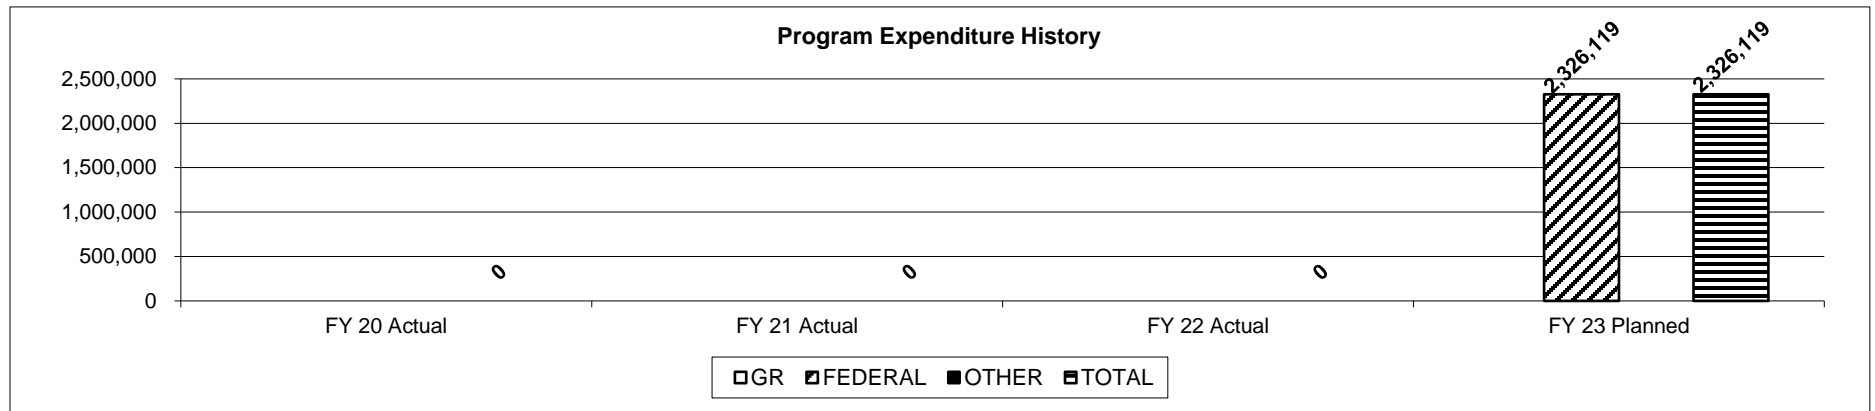 Program Expenditure History
2,326,119
2,326,119
2,500,000
2,000,000
1,500,000
1,000,000
500,000
0
0
0
0
FY 20 Actual
FY 21 Actual
FY 22 Actual
FY 23 Planned
GR
FEDERAL
OTHER
TOTAL